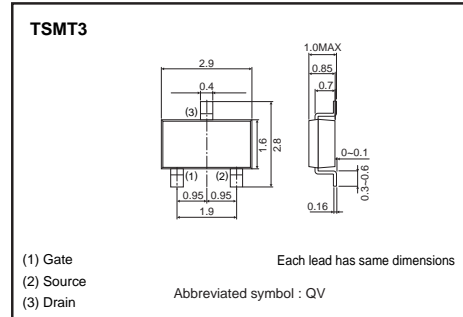 TSMT3
1.0MAX
2.9
0.85
0.4
0.7
(3)
1.6
2.8
0~0.1
(1)
(2)
0.95
0.95
0.3~0.6
1.9
0.16
(1) Gate
Each lead has same dimensions
(2) Source
Abbreviated symbol : QV
(3) Drain